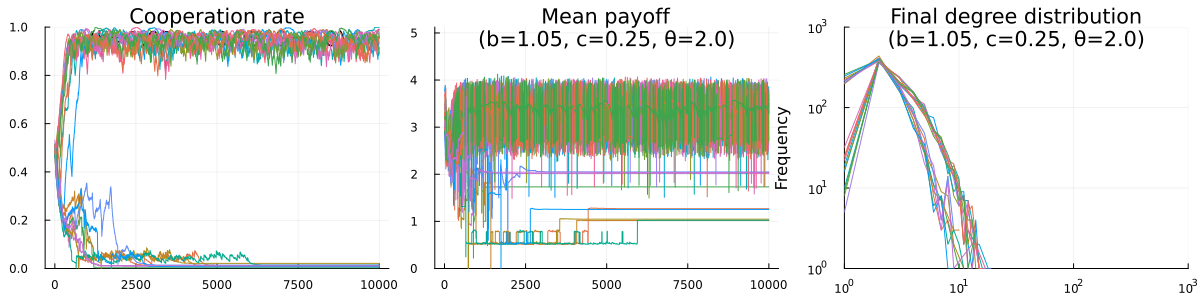 Cooperation rate
1.0
0.8
0.6
0.4
0.2
0.0
0 2500 5000 7500 10000
Mean payoff
(b=1.05, c=0.25, θ=2.0)
5
4
3
2
1
0
0 2500 5000 7500 10000
Final degree distribution
(b=1.05, c=0.25, θ=2.0)
Frequency
10³
10²
10¹
10⁰
10⁰ 10¹ 10² 10³